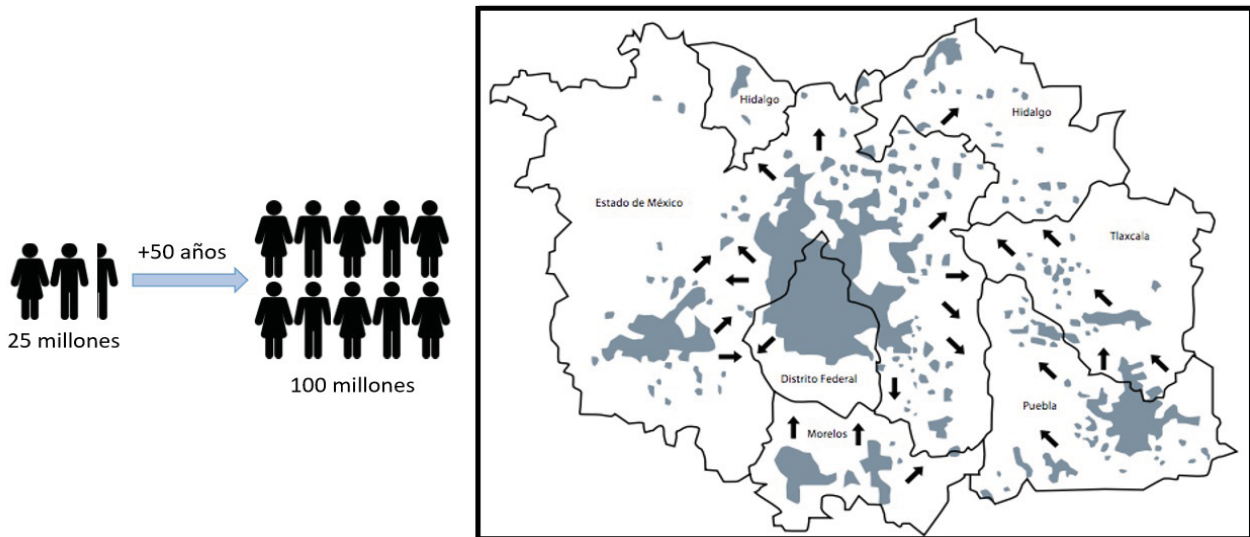 +50 años
25 millones
100 millones
Hidalgo
Hidalgo
Estado de México
Tlaxcala
Distrito Federal
Puebla
Morelos